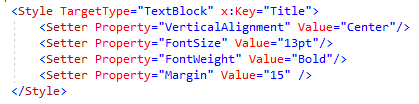 <Style TargetType="TextBlock" x:Key="Title">
<Setter Property="VerticalAlignment" Value="Center"/>
<Setter Property="FontSize" Value="13pt"/>
<Setter Property="FontWeight" Value="Bold"/>
<Setter Property="Margin" Value="15" />
</Style>